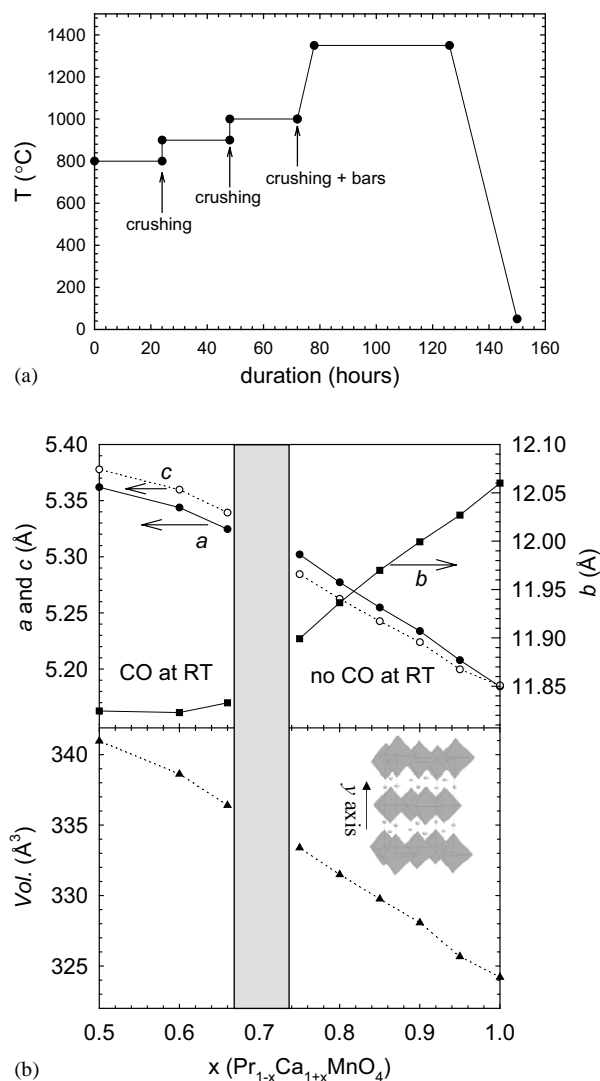 1400
1200
1000
800
600
400
200
0
T (°C)
crushing
crushing
crushing + bars
0 20 40 60 80 100 120 140 160
duration (hours)
(a)
5.40
5.35
5.30
5.25
5.20
a and c (Å)
c
a
CO at RT
12.10
12.05
12.00
11.95
11.90
11.85
b (Å)
b
no CO at RT
340
335
330
325
Vol. (Å³)
y axis
0.5 0.6 0.7 0.8 0.9 1.0
x (Pr₁₋ₓCa₁₊ₓMnO₄)
(b)